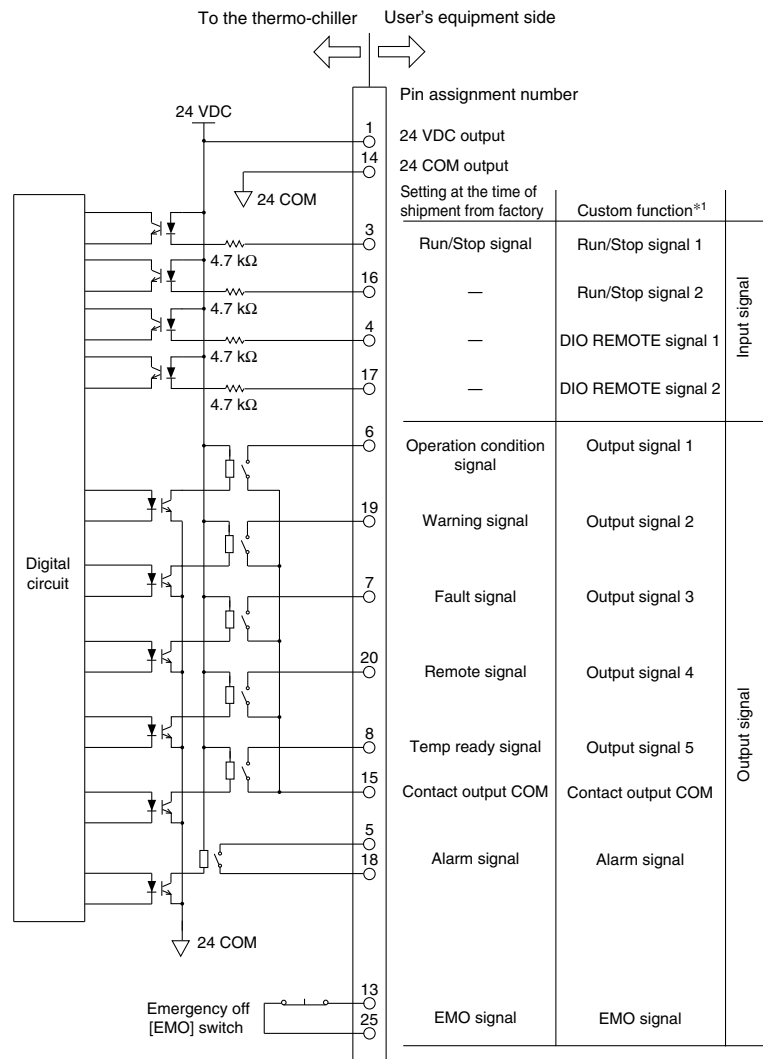 To the thermo-chiller
User's equipment side
Pin assignment number
24 VDC
1
24 VDC output
14
24 COM output
24 COM
Setting at the time of
shipment from factory
Custom function*1
3
Run/Stop signal
Run/Stop signal 1
4.7 kΩ
16
—
Run/Stop signal 2
4.7 kΩ
4
—
DIO REMOTE signal 1
4.7 kΩ
17
—
DIO REMOTE signal 2
4.7 kΩ
Input signal
6
Operation condition
signal
Output signal 1
19
Warning signal
Output signal 2
Digital
circuit
7
Fault signal
Output signal 3
20
Remote signal
Output signal 4
8
Temp ready signal
Output signal 5
15
Contact output COM
Contact output COM
5
18
Alarm signal
Alarm signal
Output signal
24 COM
Emergency off
[EMO] switch
13
25
EMO signal
EMO signal